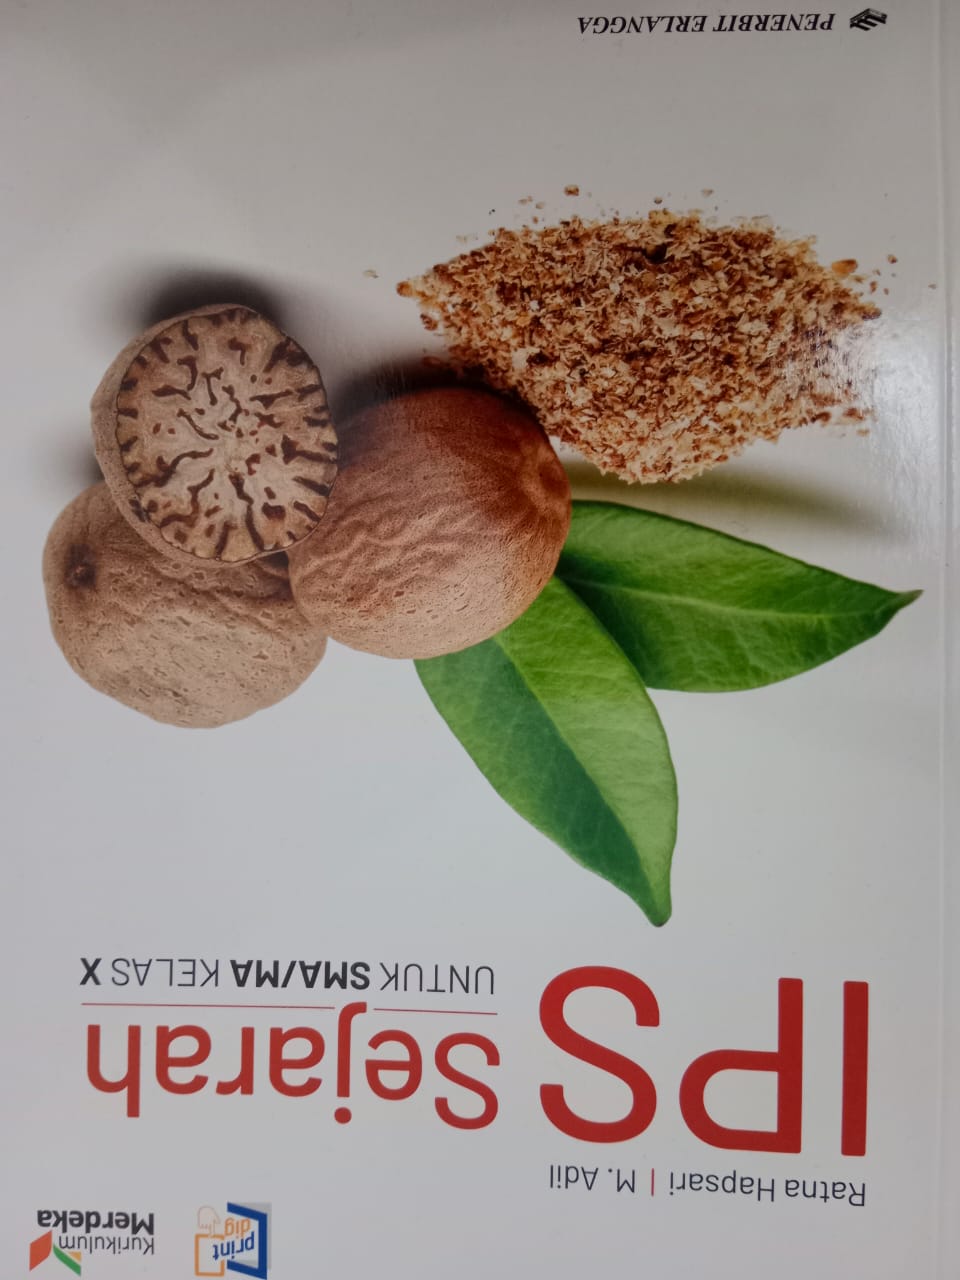 print
dig
Kurikulum
Merdeka
Ratna Hapsari | M. Adil
IPS Sejarah
UNTUK SMA/MA KELAS X
PENERBIT ERLANGGA